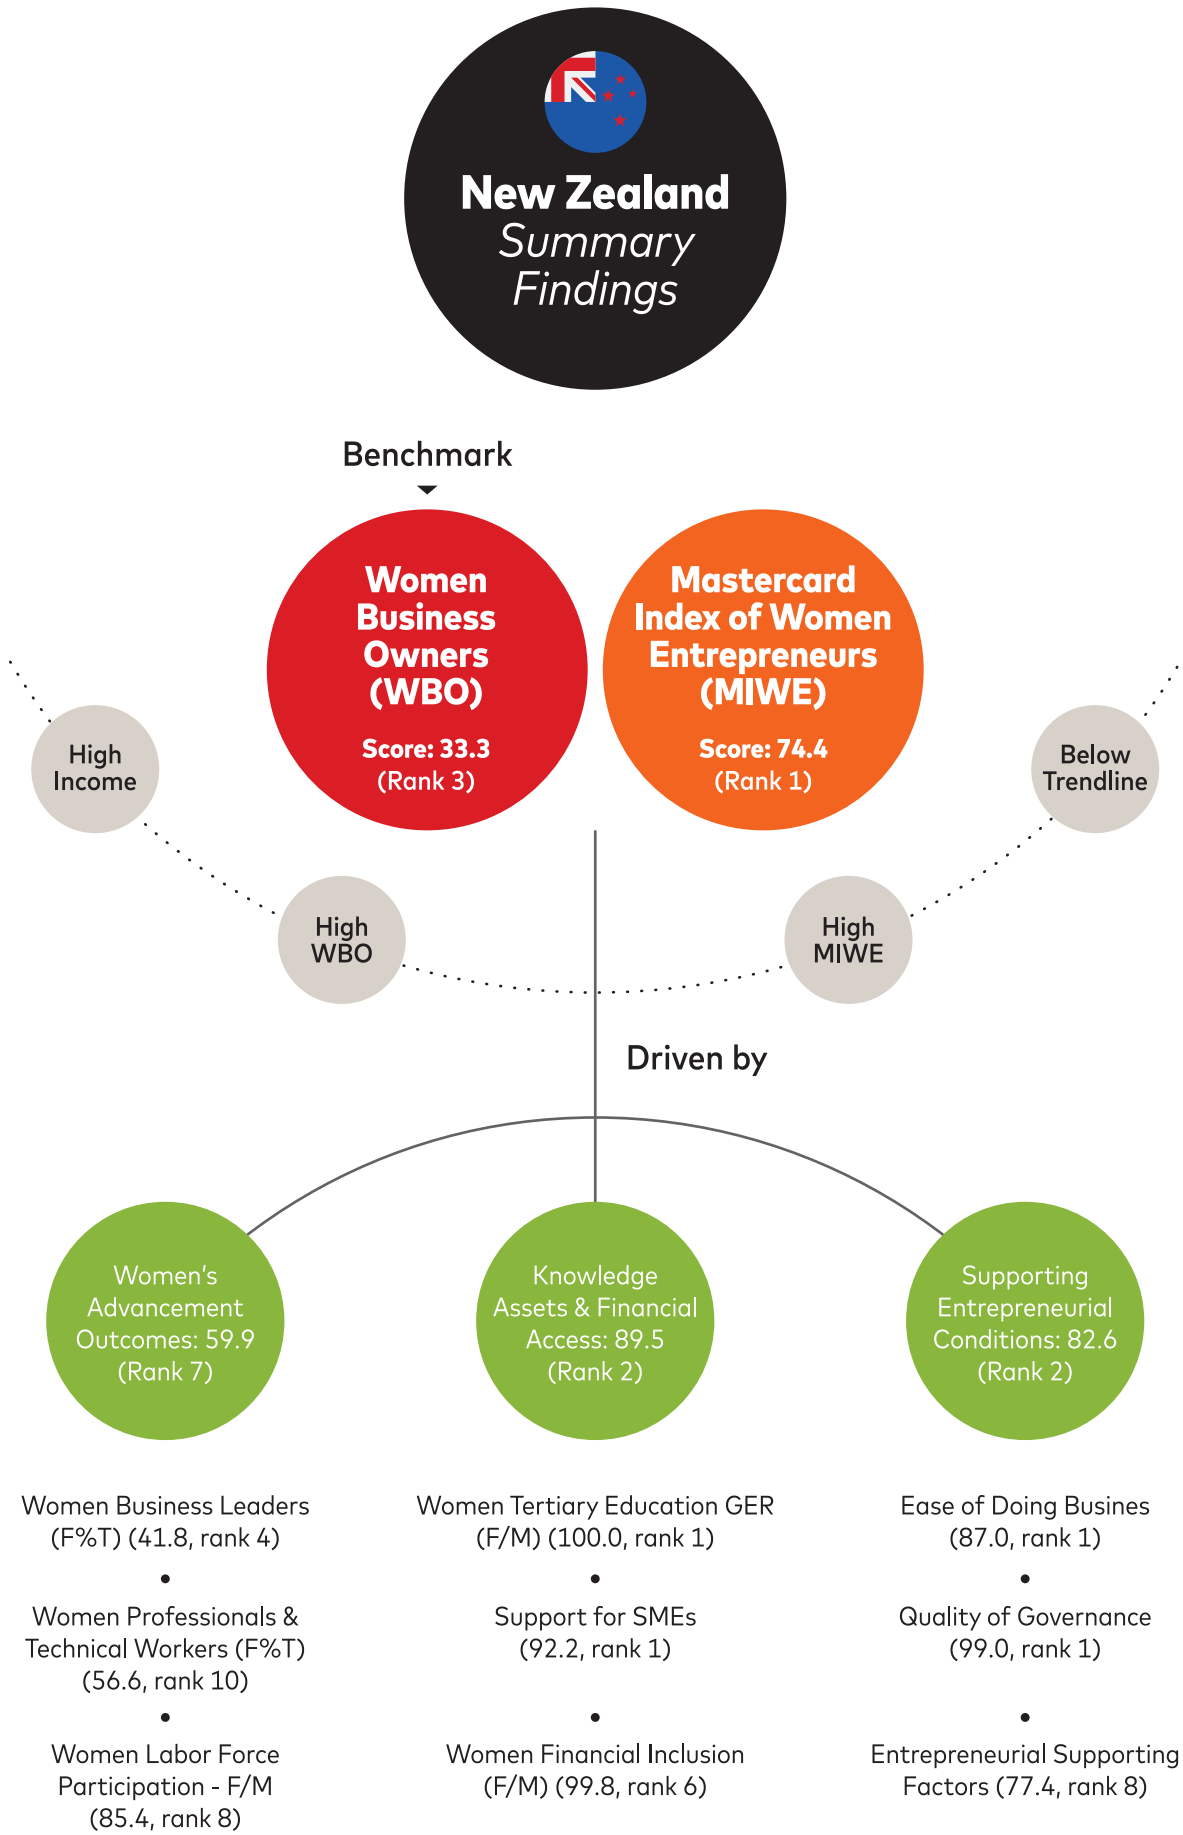 New Zealand
Summary
Findings
Benchmark
Women
Business
Owners
(WBO)
Score: 33.3
(Rank 3)
Mastercard
Index of Women
Entrepreneurs
(MIWE)
Score: 74.4
(Rank 1)
High
Income
High
WBO
High
MIWE
Below
Trendline
Driven by
Women's
Advancement
Outcomes: 59.9
(Rank 7)
Knowledge
Assets & Financial
Access: 89.5
(Rank 2)
Supporting
Entrepreneurial
Conditions: 82.6
(Rank 2)
Women Business Leaders
(F%T) (41.8, rank 4)
Women Professionals &
Technical Workers (F%T)
(56.6, rank 10)
Women Labor Force
Participation - F/M
(85.4, rank 8)
Women Tertiary Education GER
(F/M) (100.0, rank 1)
Support for SMEs
(92.2, rank 1)
Women Financial Inclusion
(F/M) (99.8, rank 6)
Ease of Doing Busines
(87.0, rank 1)
Quality of Governance
(99.0, rank 1)
Entrepreneurial Supporting
Factors (77.4, rank 8)